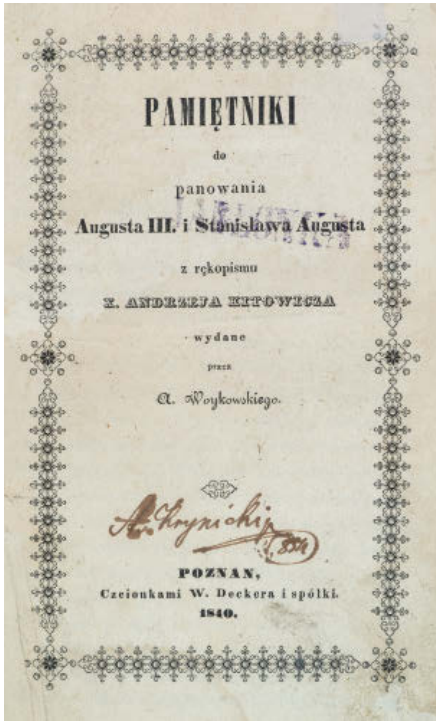 PAMIĘTNIKI
do
panowania
Augusta III. i Stanisława Augusta
z rękopismu
X. ANDRZEJA KITOWICZA
wydane
przez
A. Woykowskiego.
POZNAŃ,
Czcionkami W. Deckera i spółki.
1840.